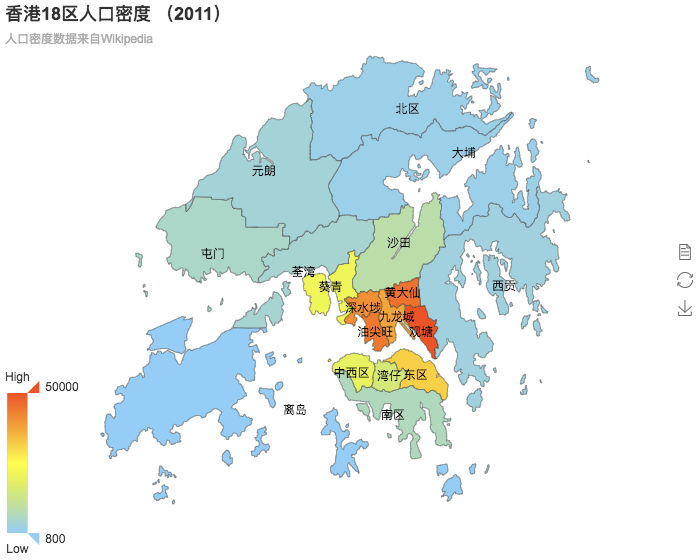 香港18区人口密度 （2011）
人口密度数据来自Wikipedia
北区
大埔
元朗
沙田
屯门
荃湾
葵青
西贡
黄大仙
深水埗
九龙城
油尖旺
观塘
中西区
湾仔
东区
High
50000
离岛
南区
800
Low